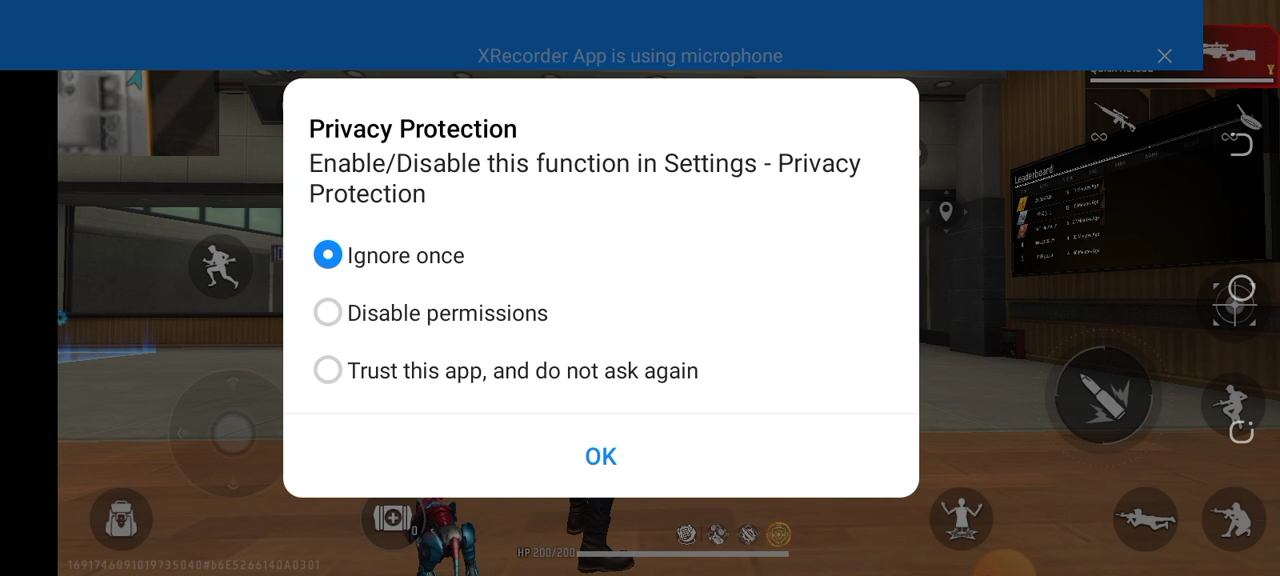 XRecorder App is using microphone
Privacy Protection
Enable/Disable this function in Settings - Privacy
Protection
Ignore once
Disable permissions
Trust this app, and do not ask again
OK
Leaderboard
0
HP 200/200
Y